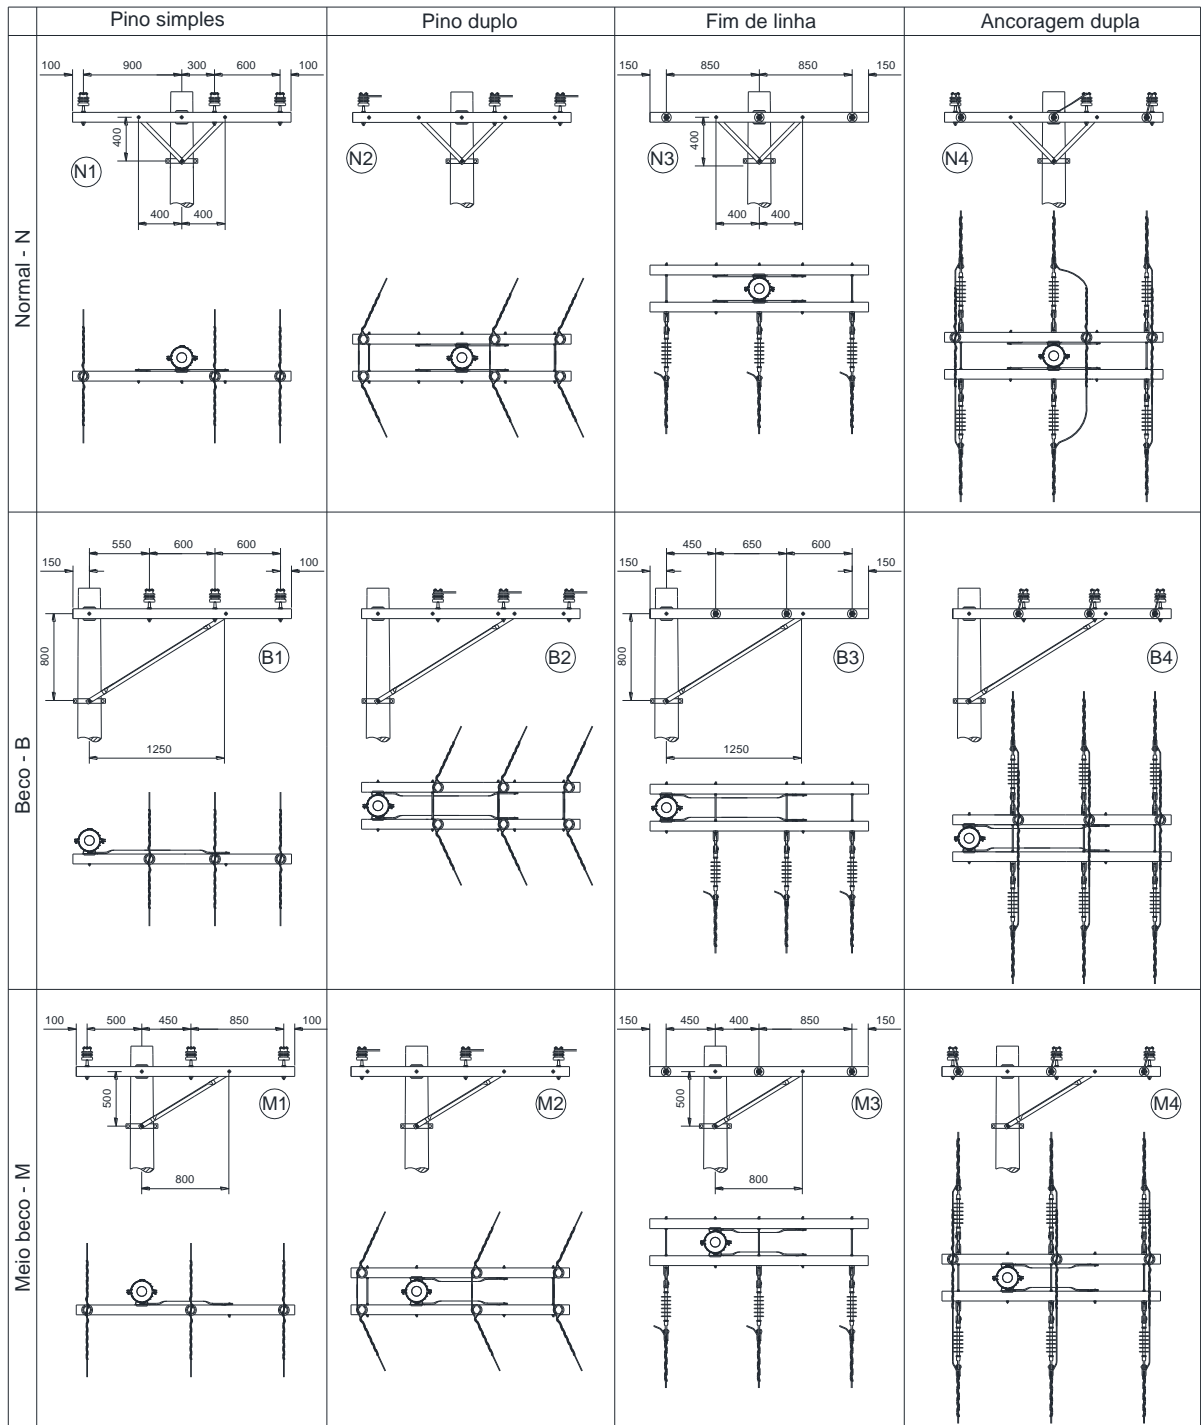 Pino simples Pino duplo Fim de linha Ancoragem dupla
Normal - N
100 900 300 600 100
400
N1
400 400
N2
150 850 850 150
400
N3
400 400
N4
Beco - B
550 600 600
150 100
800
B1
1250
B2
450 650 600
150 150
800
B3
1250
B4
Meio beco - M
100 500 450 850 100
500
M1
800
M2
150 450 400 850 150
500
M3
800
M4